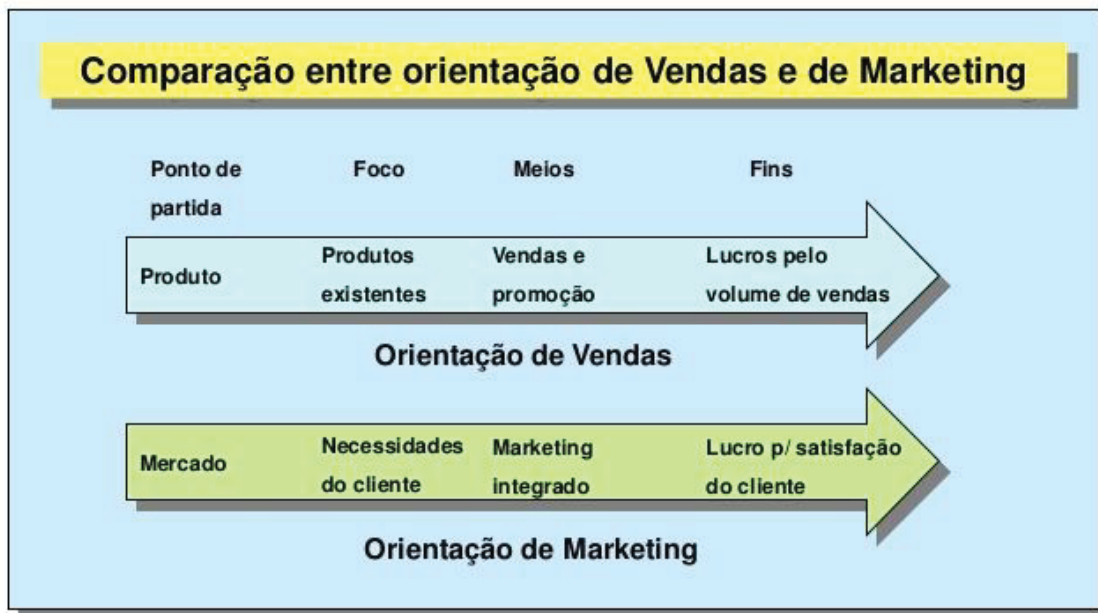 Comparação entre orientação de Vendas e de Marketing
Ponto de
partida
Foco
Meios
Fins
Produto
Produtos
existentes
Vendas e
promoção
Lucros pelo
volume de vendas
Orientação de Vendas
Mercado
Necessidades
do cliente
Marketing
integrado
Lucro p/ satisfação
do cliente
Orientação de Marketing